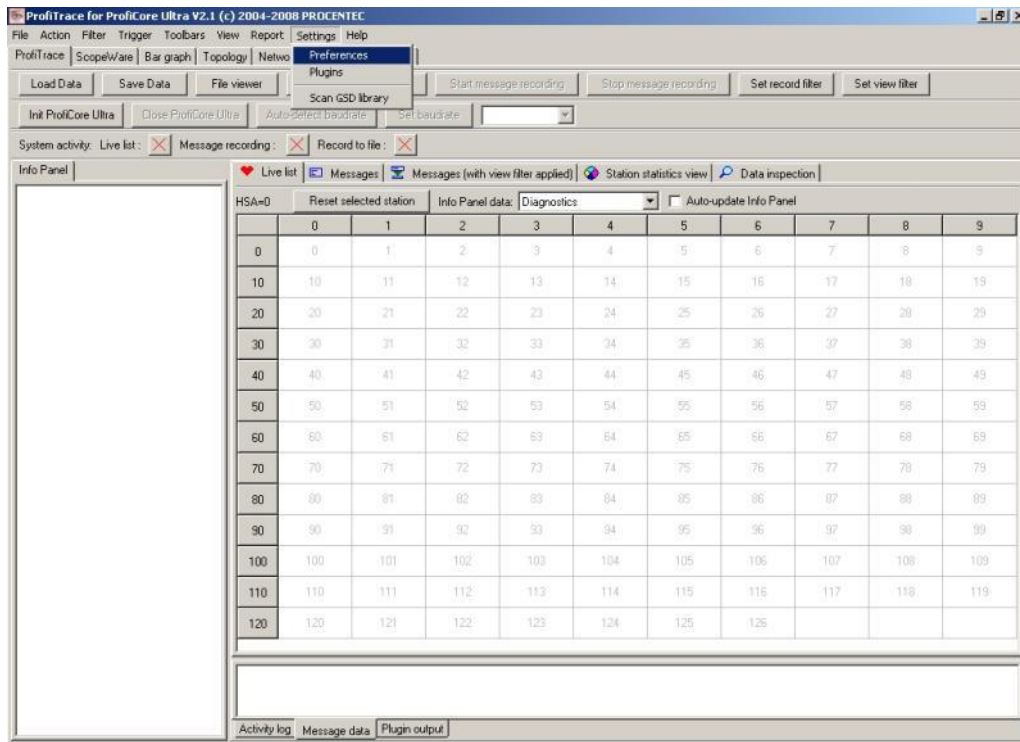 ProfiTrace for ProfiCore Ultra V2.1 (c) 2004-2008 PROCENTEC
File Action Filter Trigger Toolbars View Report Settings Help
ProfiTrace ScopeWare Bar graph Topology Netwo
Preferences
Plugins
Scan GSD library
Load Data Save Data File viewer Start message recording Stop message recording Set record filter Set view filter
Init ProfiCore Ultra Close ProfiCore Ultra Auto-detect baudrate Set baudrate
System activity: Live list : Message recording : Record to file :
Info Panel
Live list Messages Messages (with view filter applied) Station statistics view Data inspection
HSA=0 Reset selected station Info Panel data: Diagnostics Auto-update Info Panel
0 1 2 3 4 5 6 7 8 9
0 0 1 2 3 4 5 6 7 8 9
10 10 11 12 13 14 15 16 17 18 19
20 20 21 22 23 24 25 26 27 28 29
30 30 31 32 33 34 35 36 37 38 39
40 40 41 42 43 44 45 46 47 48 49
50 50 51 52 53 54 55 56 57 58 59
60 60 61 62 63 64 65 66 67 68 69
70 70 71 72 73 74 75 76 77 78 79
80 80 81 82 83 84 85 86 87 88 89
90 90 91 92 93 94 95 96 97 98 99
100 100 101 102 103 104 105 106 107 108 109
110 110 111 112 113 114 115 116 117 118 119
120 120 121 122 123 124 125 126
Activity log Message data Plugin output